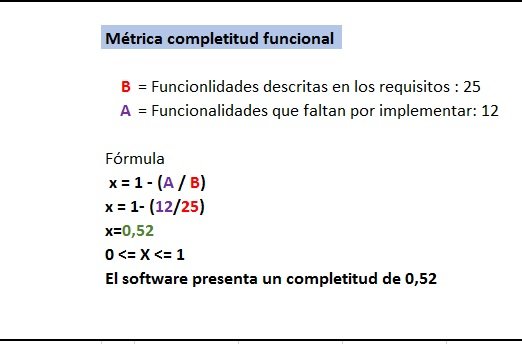 Métrica completitud funcional
B = Funcionlidades descritas en los requisitos : 25
A = Funcionalidades que faltan por implementar: 12
Fórmula
x = 1 - (A / B)
x = 1- (12/25)
x=0,52
0 <= X <= 1
El software presenta un completitud de 0,52